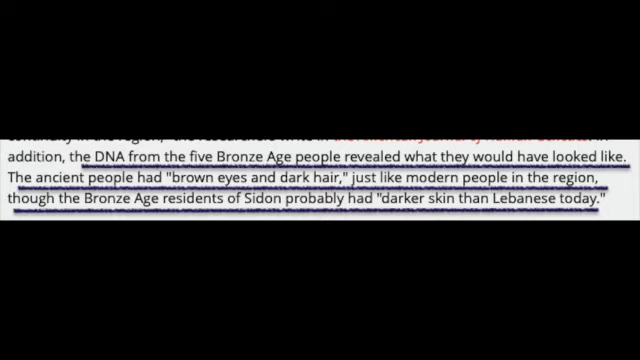 addition, the DNA from the five Bronze Age people revealed what they would have looked like.
The ancient people had "brown eyes and dark hair," just like modern people in the region,
though the Bronze Age residents of Sidon probably had "darker skin than Lebanese today."